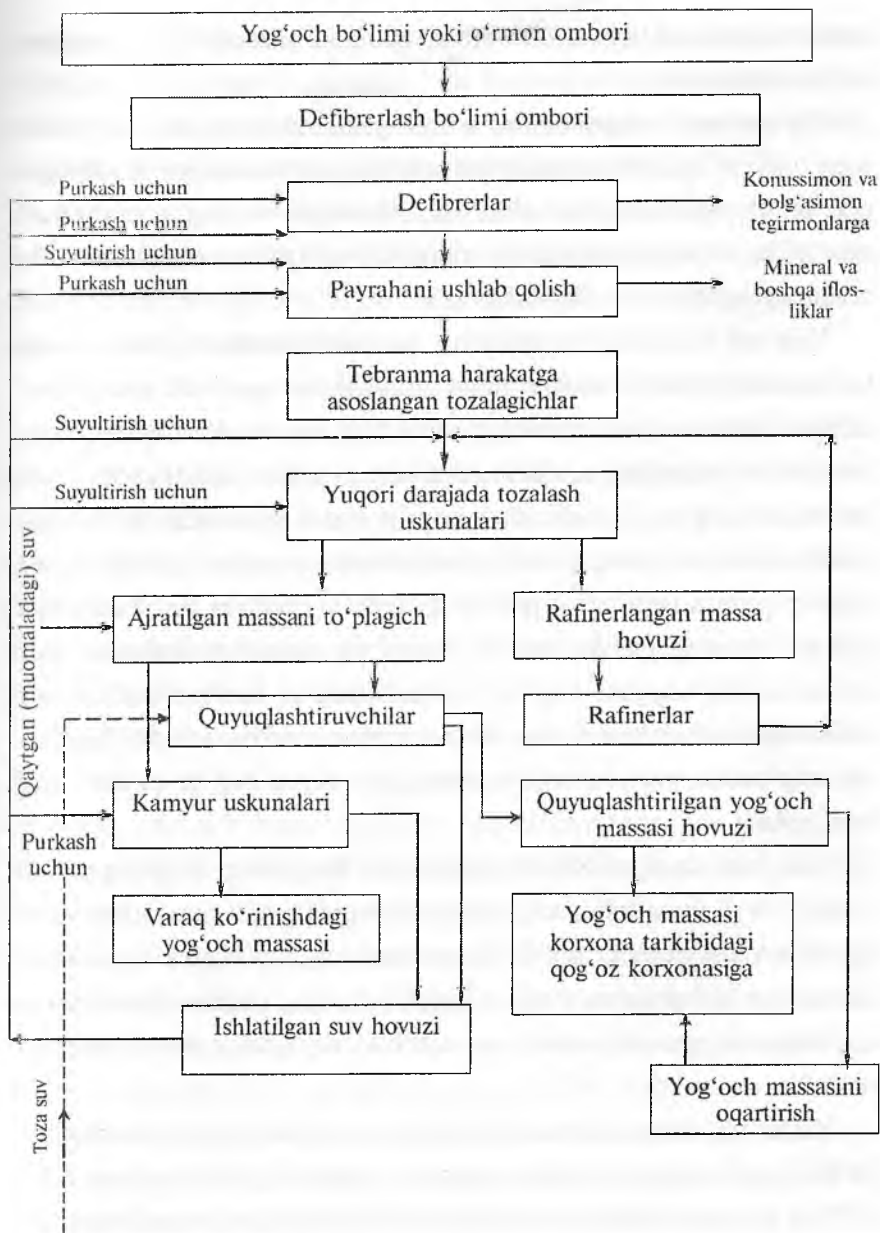 Yog‘och bo‘limi yoki o‘rmon ombori
Defibrerlash bo‘limi ombori
Purkash uchun
Defibrerlar
Konussimon va
bolg‘asimon
tegirmonlarga
Purkash uchun
Suyultirish uchun
Purkash uchun
Payrahani ushlab qolish
Mineral va
boshqa iflos-
liklar
Tebranma harakatga
asoslangan tozalagichlar
Suyultirish uchun
Suyultirish uchun
Yuqori darajada tozalash
uskunalari
Qaytgan (muomaladagi) suv
Ajratilgan massani to‘plagich
Rafinerlangan massa
hovuzi
Quyuqlashtiruvchilar
Rafinerlar
Kamyur uskunalari
Quyuqlashtirilgan yog‘och
massasi hovuzi
Purkash
uchun
Varaq ko‘rinishdagi
yog‘och massasi
Yog‘och massasi
korxona tarkibidagi
qog‘oz korxonasiga
Ishlatilgan suv hovuzi
Toza suv
Yog‘och massasini
oqartirish